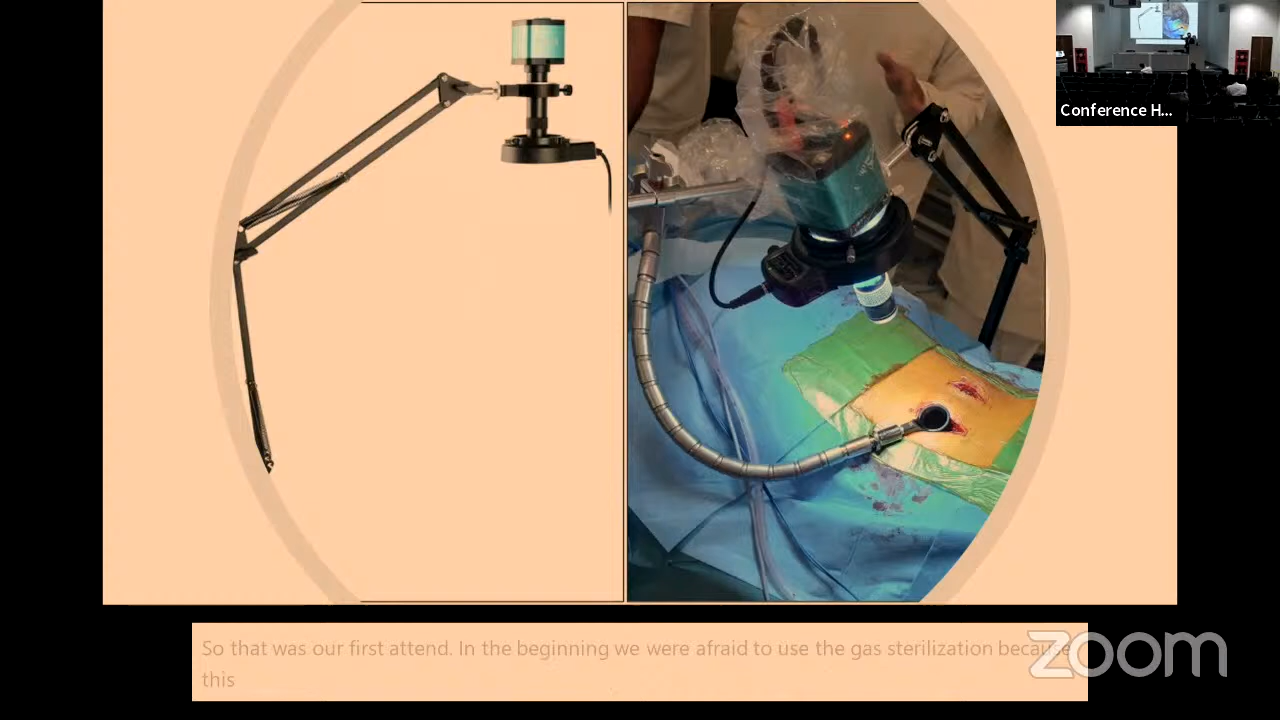 Conference H...
So that was our first attend. In the beginning we were afraid to use the gas sterilization because
this
zoom